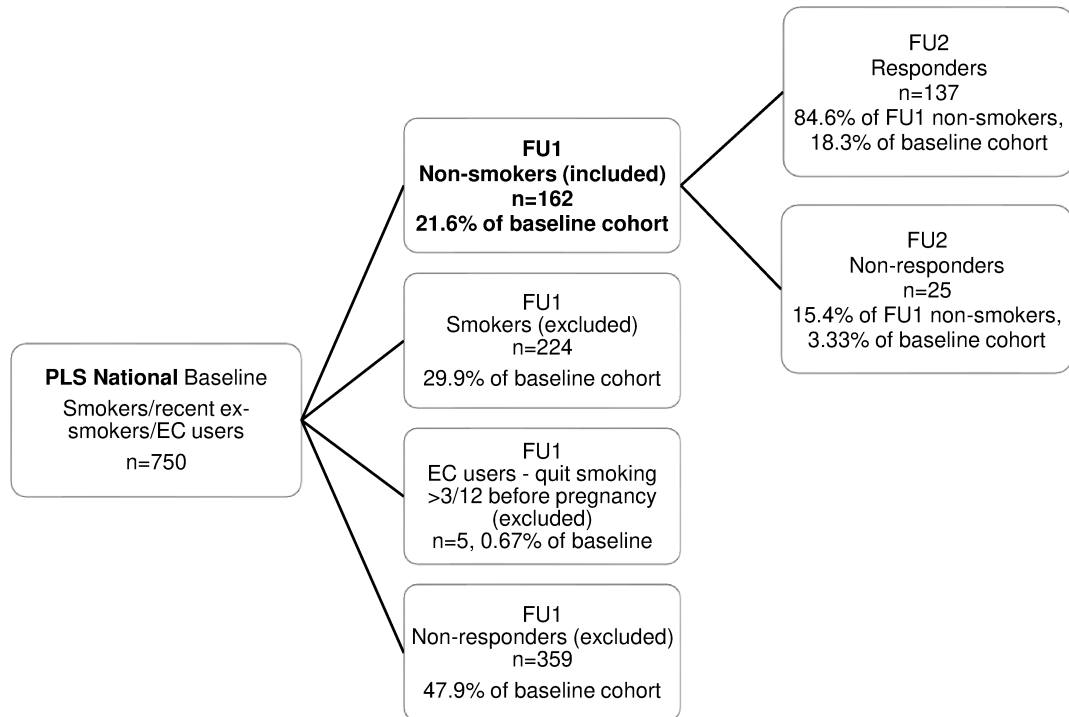 PLS National Baseline
Smokers/recent ex-
smokers/EC users
n=750
FU1
Non-smokers (included)
n=162
21.6% of baseline cohort
FU1
Smokers (excluded)
n=224
29.9% of baseline cohort
FU1
EC users - quit smoking
>3/12 before pregnancy
(excluded)
n=5, 0.67% of baseline
FU1
Non-responders (excluded)
n=359
47.9% of baseline cohort
FU2
Responders
n=137
84.6% of FU1 non-smokers,
18.3% of baseline cohort
FU2
Non-responders
n=25
15.4% of FU1 non-smokers,
3.33% of baseline cohort